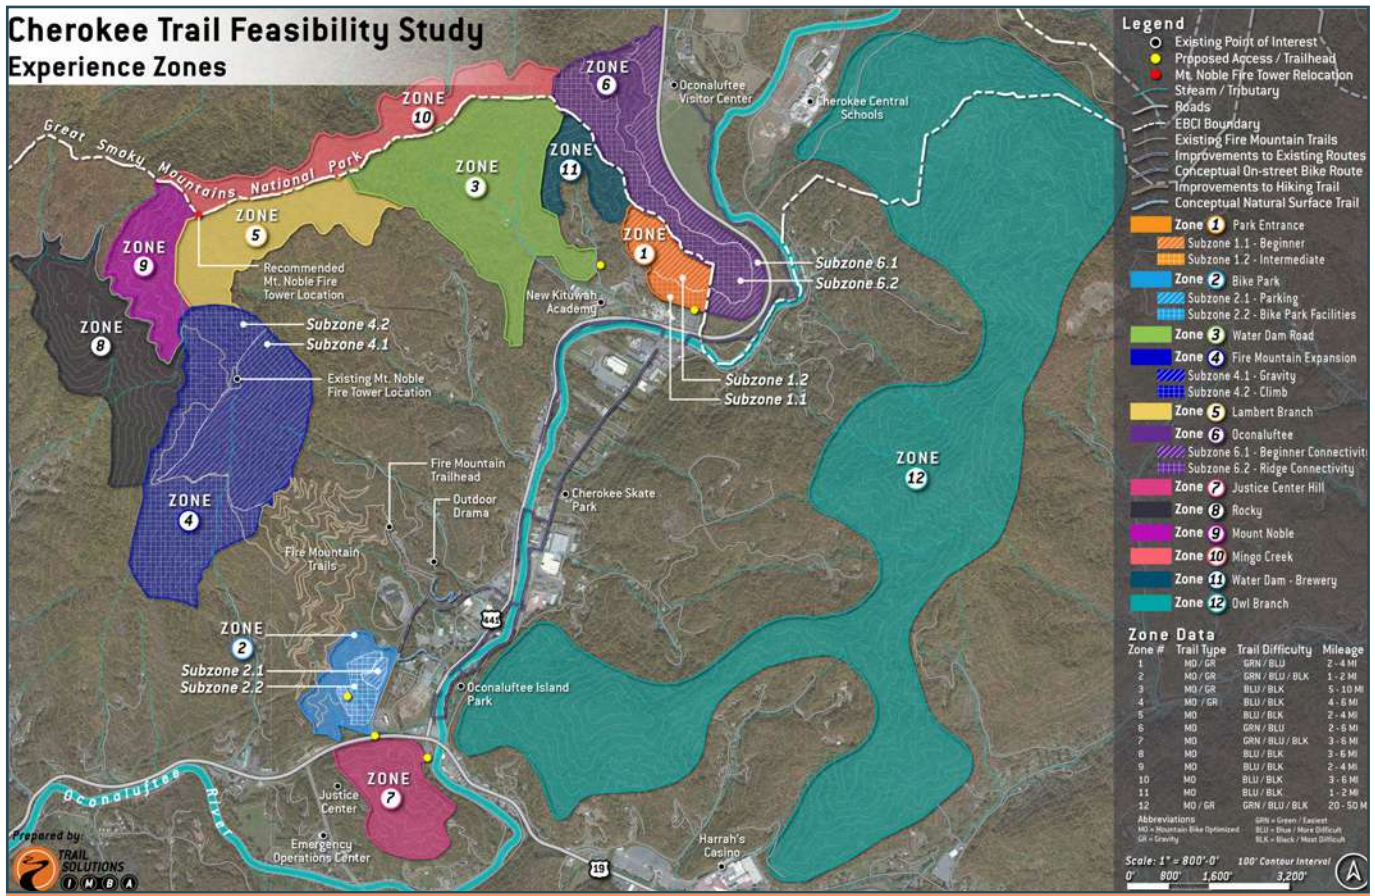 Cherokee Trail Feasibility Study
Experience Zones
Great Smoky Mountains National Park
ZONE
10
ZONE
6
Oconaluftee
Visitor Center
Cherokee Central
Schools
ZONE
3
ZONE
11
ZONE
5
ZONE
1
ZONE
9
Subzone 6.1
Subzone 6.2
Recommended
Mt. Noble Fire
Tower Location
New Kituwah
Academy
ZONE
8
Subzone 4.2
Subzone 4.1
Existing Mt. Noble
Fire Tower Location
Subzone 1.2
Subzone 1.1
ZONE
12
Fire Mountain
Trailhead
Outdoor
Drama
Cherokee Skate
Park
ZONE
4
Fire Mountain
Trails
441
ZONE
2
Subzone 2.1
Subzone 2.2
Oconaluftee Island
Park
ZONE
7
Justice
Center
Oconaluftee River
Emergency
Operations Center
Harrah's
Casino
19
Prepared by:
TRAIL
SOLUTIONS
IMBA
Legend
Existing Point of Interest
Proposed Access / Trailhead
Mt. Noble Fire Tower Relocation
Stream / Tributary
Roads
EBCI Boundary
Existing Fire Mountain Trails
Improvements to Existing Routes
Conceptual On-street Bike Route
Improvements to Hiking Trail
Conceptual Natural Surface Trail
Zone 1 Park Entrance
Subzone 1.1 - Beginner
Subzone 1.2 - Intermediate
Zone 2 Bike Park
Subzone 2.1 - Parking
Subzone 2.2 - Bike Park Facilities
Zone 3 Water Dam Road
Zone 4 Fire Mountain Expansion
Subzone 4.1 - Gravity
Subzone 4.2 - Climb
Zone 5 Lambert Branch
Zone 6 Oconaluftee
Subzone 6.1 - Beginner Connectivit
Subzone 6.2 - Ridge Connectivity
Zone 7 Justice Center Hill
Zone 8 Rocky
Zone 9 Mount Noble
Zone 10 Mingo Creek
Zone 11 Water Dam - Brewery
Zone 12 Owl Branch
Zone Data
Zone # Trail Type Trail Difficulty Mileage
1 MO / GR GRN / BLU 2 - 4 MI
2 MO / GR GRN / BLU / BLK 1 - 2 MI
3 MO / GR BLU / BLK 5 - 10 MI
4 MO / GR BLU / BLK 4 - 6 MI
5 MO BLU / BLK 2 - 4 MI
6 MO GRN / BLU 2 - 6 MI
7 MO GRN / BLU / BLK 3 - 6 MI
8 MO BLU / BLK 3 - 6 MI
9 MO BLU / BLK 2 - 4 MI
10 MO BLU / BLK 3 - 6 MI
11 MO BLU / BLK 1 - 2 MI
12 MO / GR GRN / BLU / BLK 20 - 50 M
Abbreviations
MO = Mountain Bike Optimized
GR = Gravity
GRN = Green / Easiest
BLU = Blue / More Difficult
BLK = Black / Most Difficult
Scale: 1" = 800'-0" 100' Contour Interval
0' 800' 1,600' 3,200'